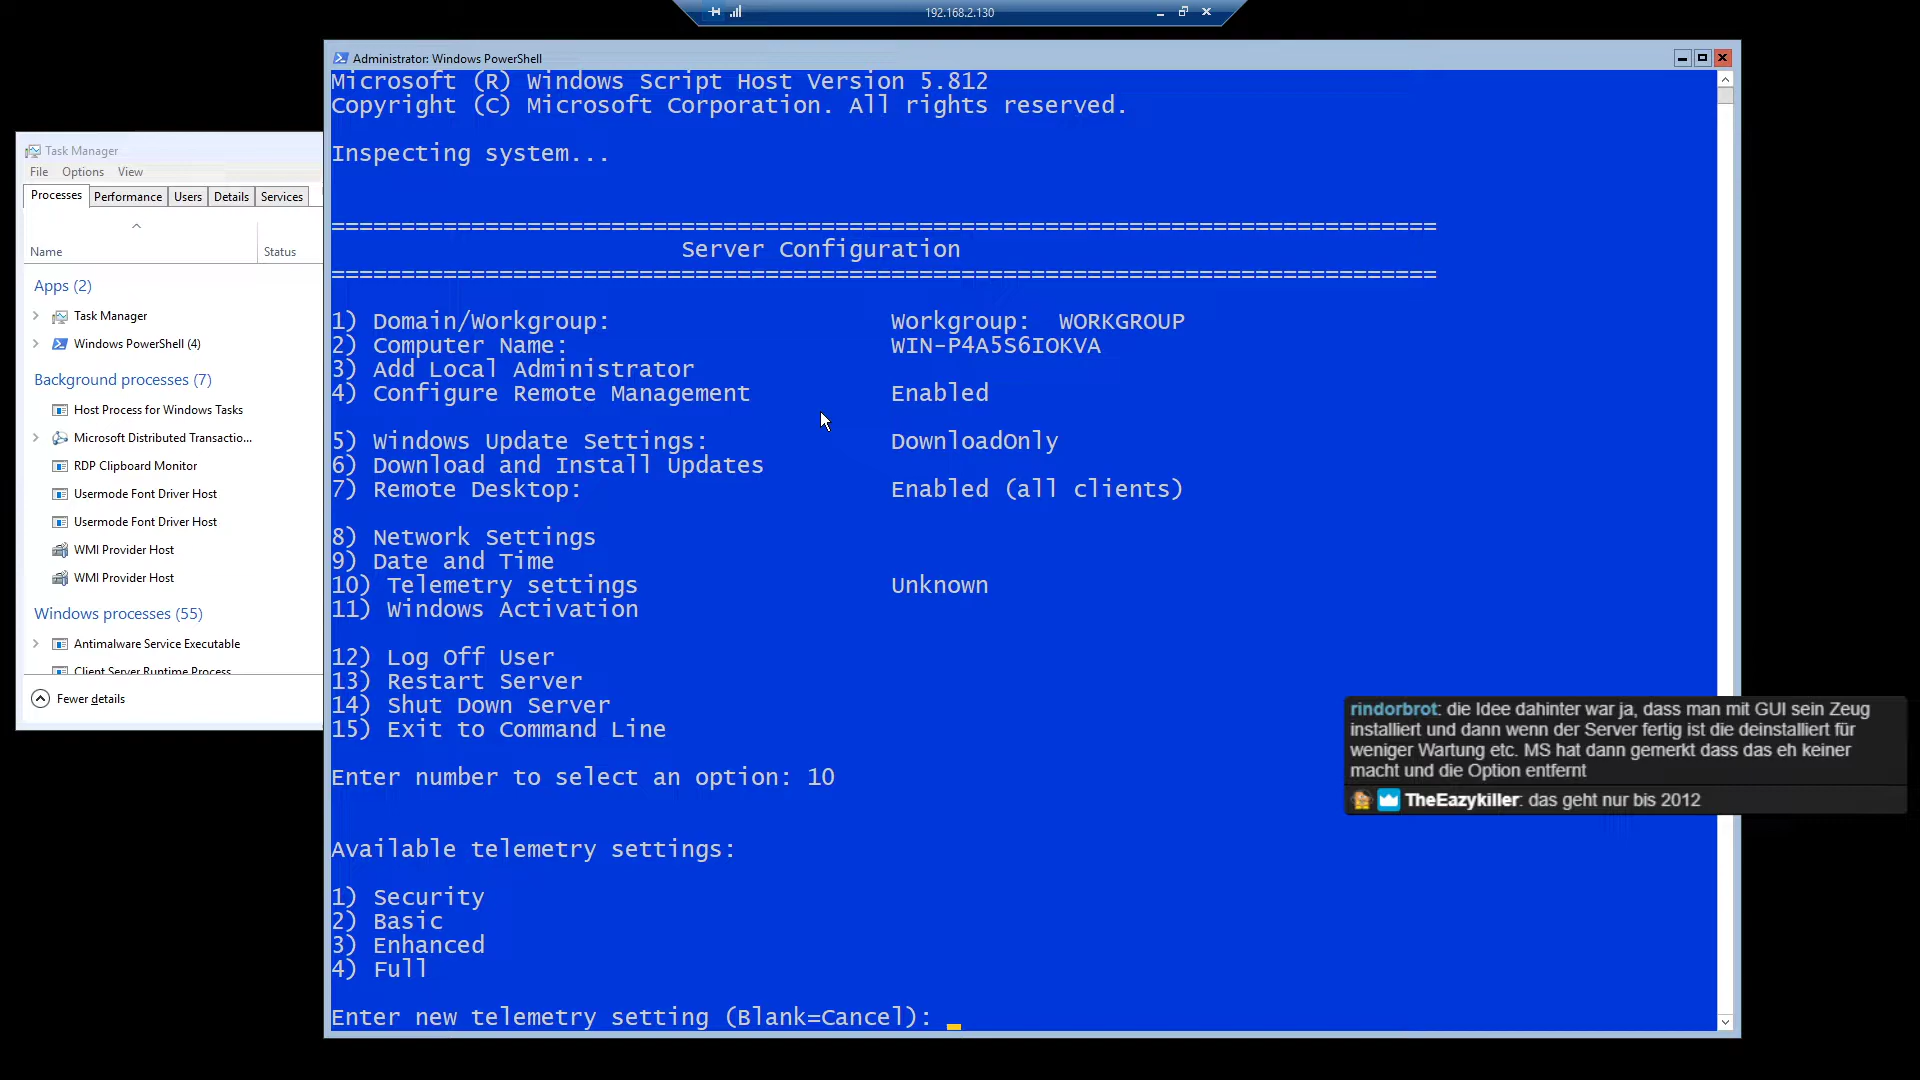 192.168.2.130
Administrator: Windows PowerShell
Microsoft (R) Windows Script Host Version 5.812
Copyright (C) Microsoft Corporation. All rights reserved.
Inspecting system...
===============================================================================
Server Configuration
===============================================================================
1) Domain/Workgroup: Workgroup: WORKGROUP
2) Computer Name: WIN-P4A5S6IOKVA
3) Add Local Administrator
4) Configure Remote Management Enabled
5) Windows Update Settings: DownloadOnly
6) Download and Install Updates
7) Remote Desktop: Enabled (all clients)
8) Network Settings
9) Date and Time
10) Telemetry settings Unknown
11) Windows Activation
12) Log Off User
13) Restart Server
14) Shut Down Server
15) Exit to Command Line
Enter number to select an option: 10
Available telemetry settings:
1) Security
2) Basic
3) Enhanced
4) Full
Enter new telemetry setting (Blank=Cancel):
Task Manager
File Options View
Processes Performance Users Details Services
Name Status
Apps (2)
Task Manager
Windows PowerShell (4)
Background processes (7)
Host Process for Windows Tasks
Microsoft Distributed Transactio...
RDP Clipboard Monitor
Usermode Font Driver Host
Usermode Font Driver Host
WMI Provider Host
WMI Provider Host
Windows processes (55)
Antimalware Service Executable
Client Server Runtime Process
Fewer details
rindorbrot: die Idee dahinter war ja, dass man mit GUI sein Zeug
installiert und dann wenn der Server fertig ist die deinstalliert für
weniger Wartung etc. MS hat dann gemerkt dass das eh keiner
macht und die Option entfernt
TheEazykiller: das geht nur bis 2012